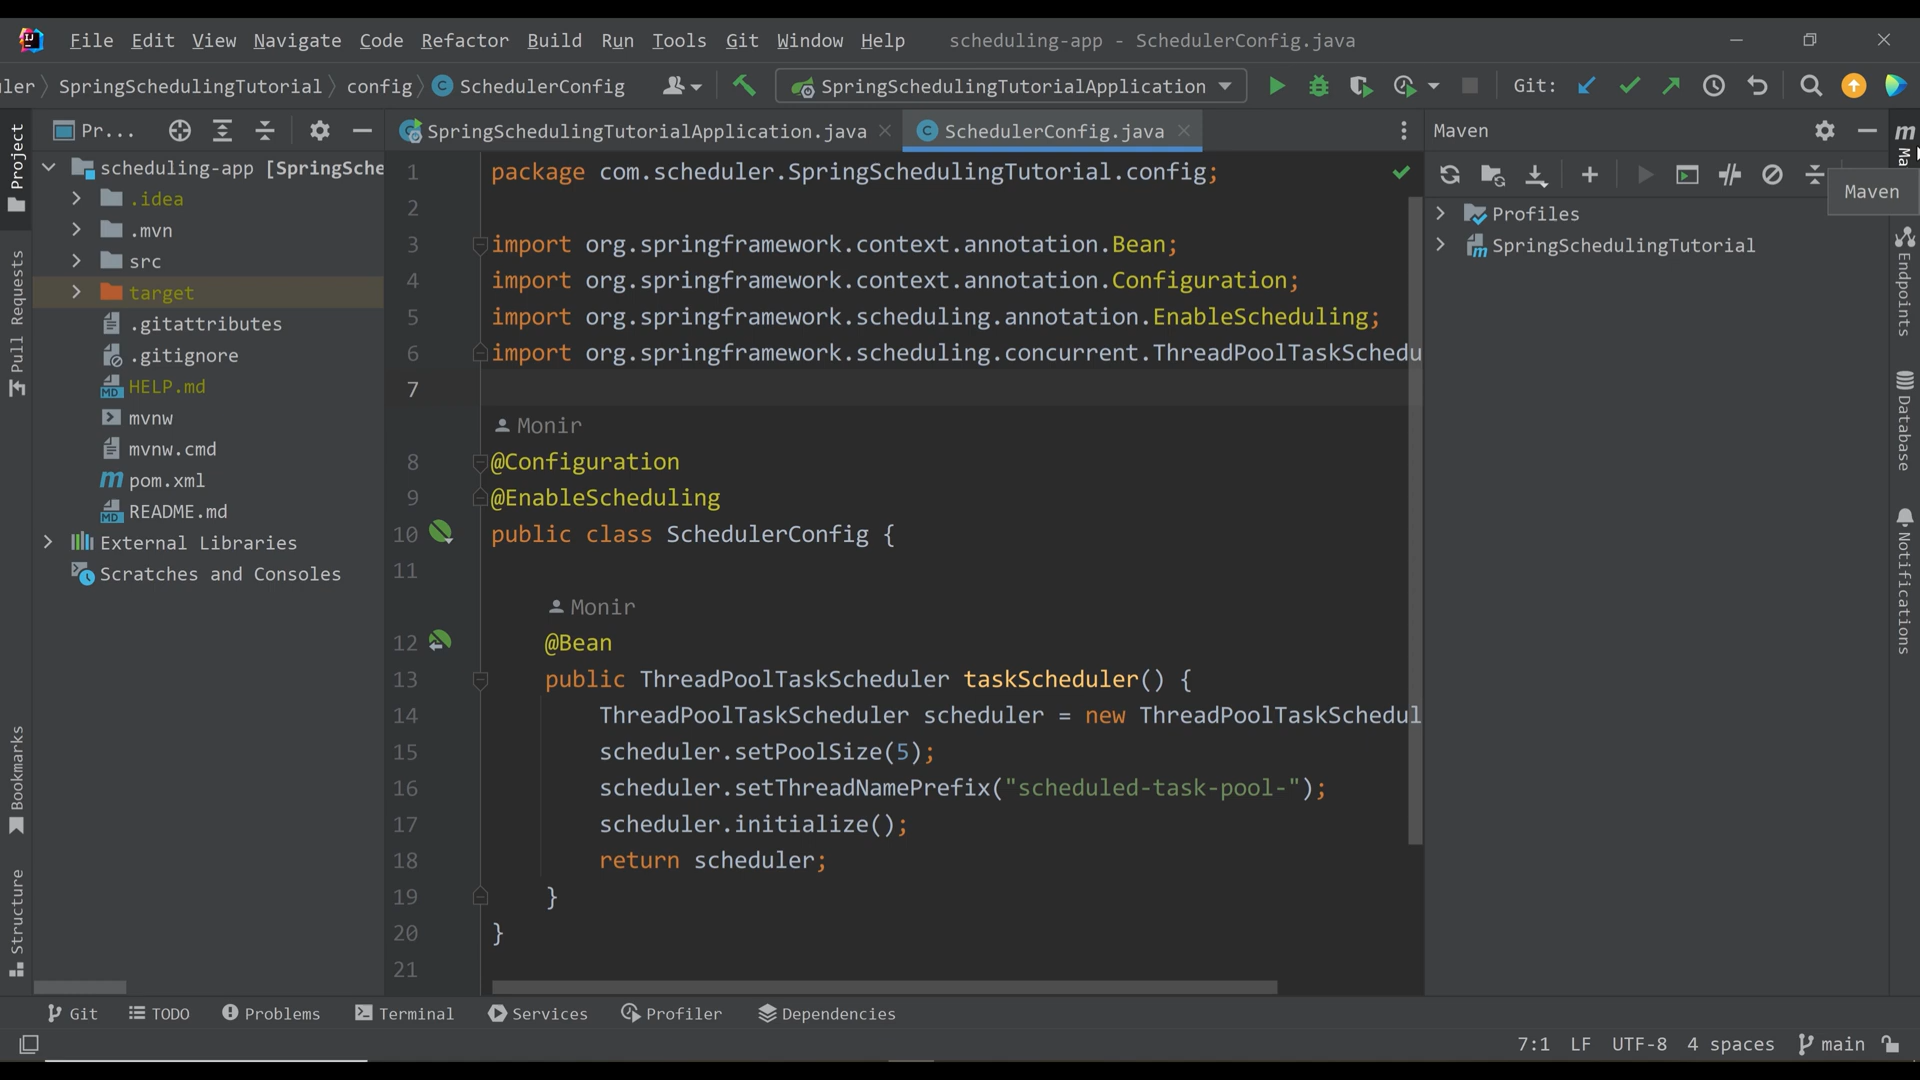 File Edit View Navigate Code Refactor Build Run Tools Git Window Help scheduling-app - SchedulerConfig.java
ler SpringSchedulingTutorial config SchedulerConfig SpringSchedulingTutorialApplication Git:
Project
Pull Requests
Bookmarks
Structure
Pr...
scheduling-app [SpringSche
.idea
.mvn
src
target
.gitattributes
.gitignore
HELP.md
mvnw
mvnw.cmd
pom.xml
README.md
External Libraries
Scratches and Consoles
SpringSchedulingTutorialApplication.java SchedulerConfig.java
1 package com.scheduler.SpringSchedulingTutorial.config;
2
3 import org.springframework.context.annotation.Bean;
4 import org.springframework.context.annotation.Configuration;
5 import org.springframework.scheduling.annotation.EnableScheduling;
6 import org.springframework.scheduling.concurrent.ThreadPoolTaskSchedu
7
Monir
8 @Configuration
9 @EnableScheduling
10 public class SchedulerConfig {
11
Monir
12 @Bean
13 public ThreadPoolTaskScheduler taskScheduler() {
14 ThreadPoolTaskScheduler scheduler = new ThreadPoolTaskSchedul
15 scheduler.setPoolSize(5);
16 scheduler.setThreadNamePrefix("scheduled-task-pool-");
17 scheduler.initialize();
18 return scheduler;
19 }
20 }
21
Maven
Profiles
SpringSchedulingTutorial
Maven
m Ma
Endpoints
Database
Notifications
Git TODO Problems Terminal Services Profiler Dependencies
7:1 LF UTF-8 4 spaces main